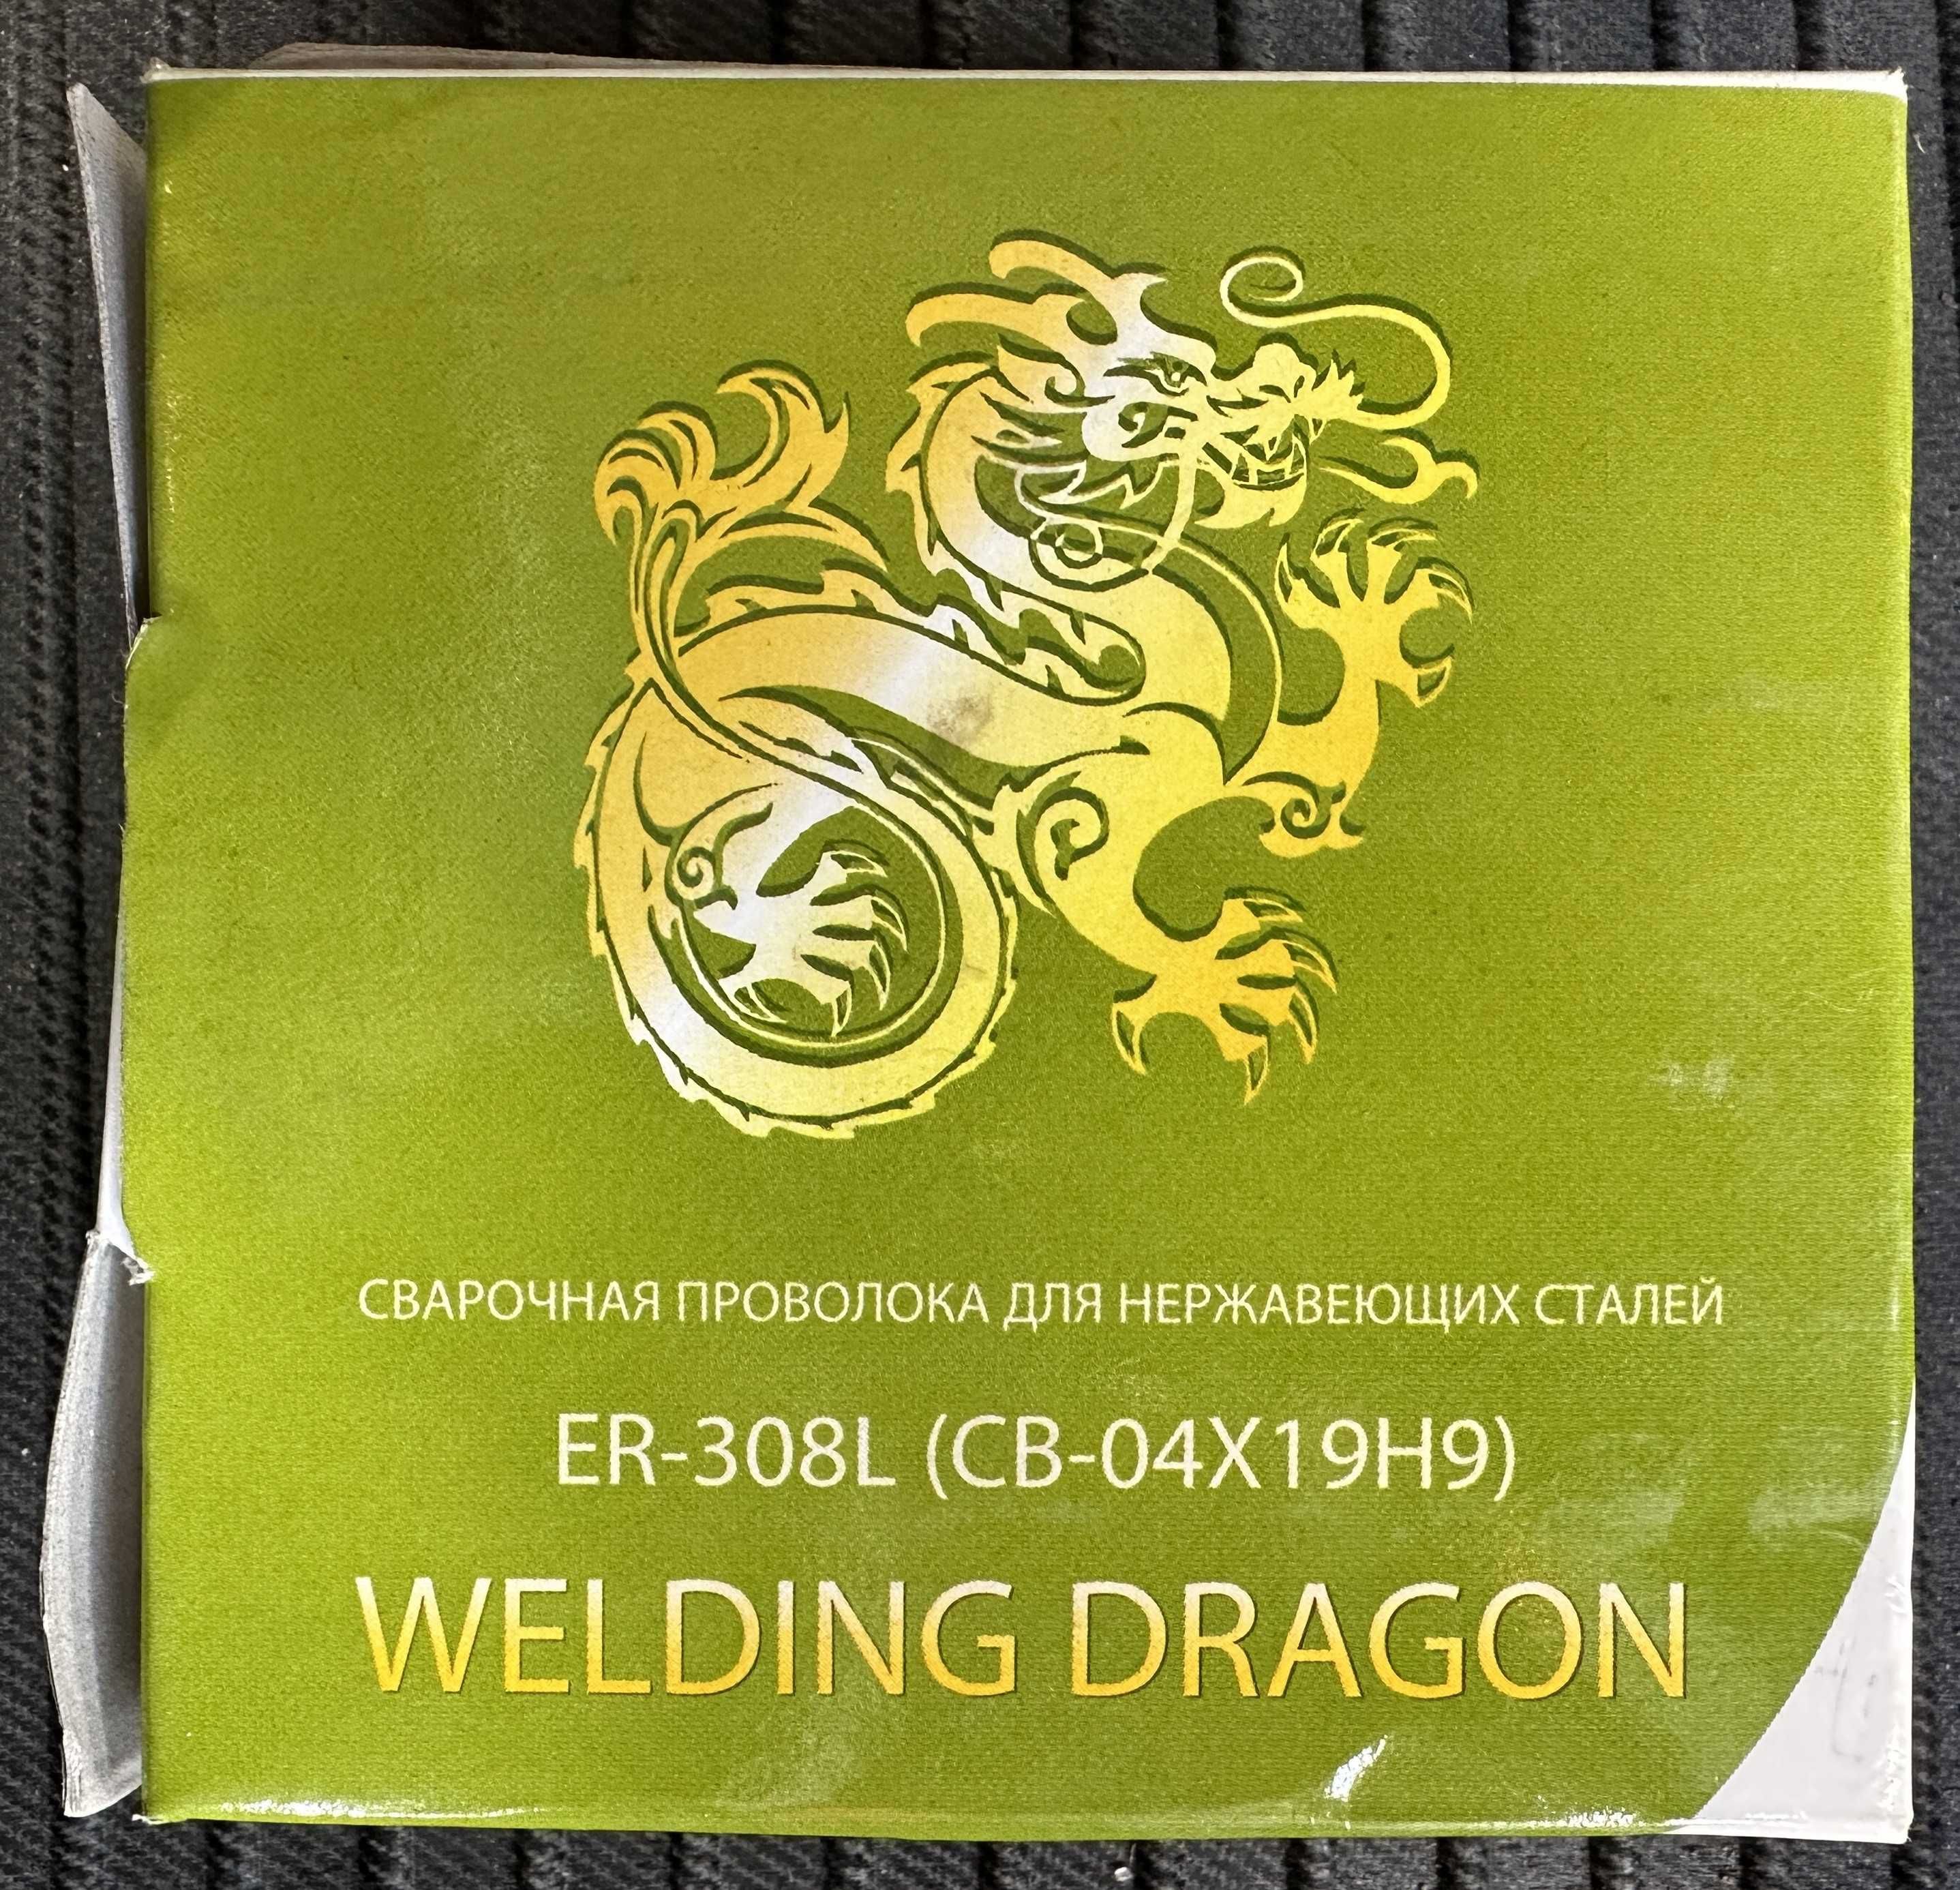 СВАРОЧНАЯ ПРОВОЛОКА ДЛЯ НЕРЖАВЕЮЩИХ СТАЛЕЙ
ER-308L (СВ-04Х19Н9)
WELDING DRAGON